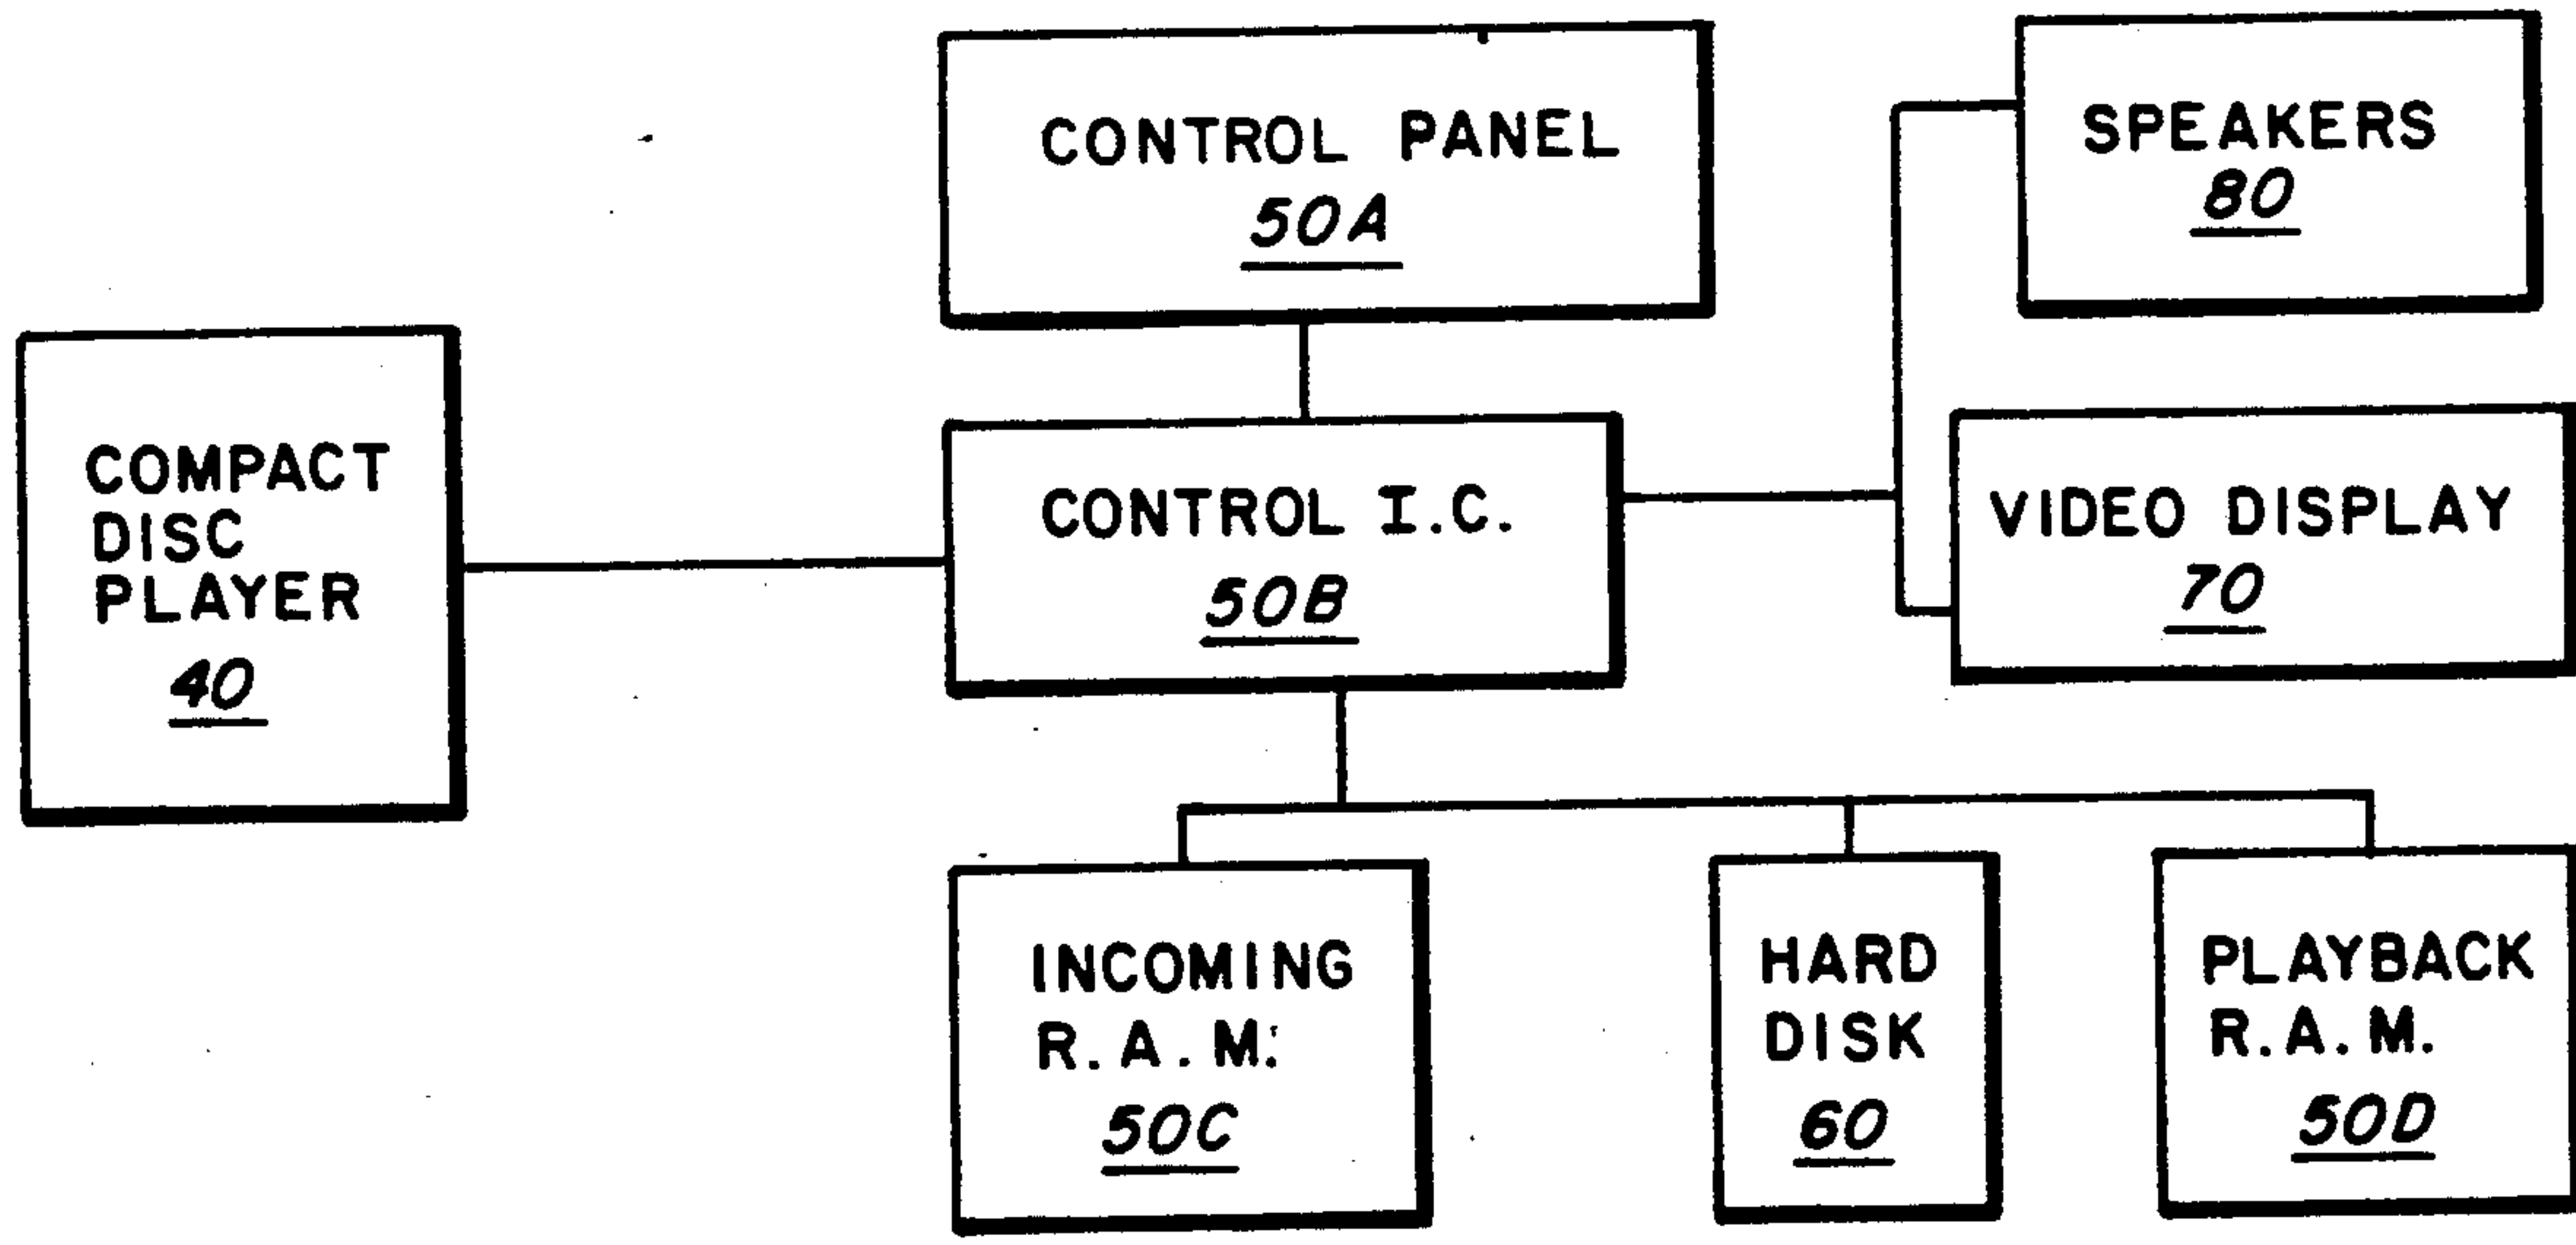 CONTROL PANEL
50A
SPEAKERS
80
COMPACT
DISC
PLAYER
40
CONTROL I.C.
50B
VIDEO DISPLAY
70
INCOMING
R.A.M.
50C
HARD
DISK
60
PLAYBACK
R.A.M.
50D